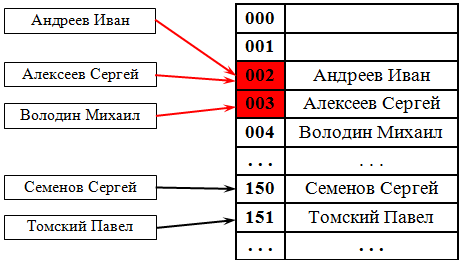 Андреев Иван
Алексеев Сергей
Володин Михаил
Семенов Сергей
Томский Павел
000
001
002 Андреев Иван
003 Алексеев Сергей
004 Володин Михаил
... ...
150 Семенов Сергей
151 Томский Павел
... ...